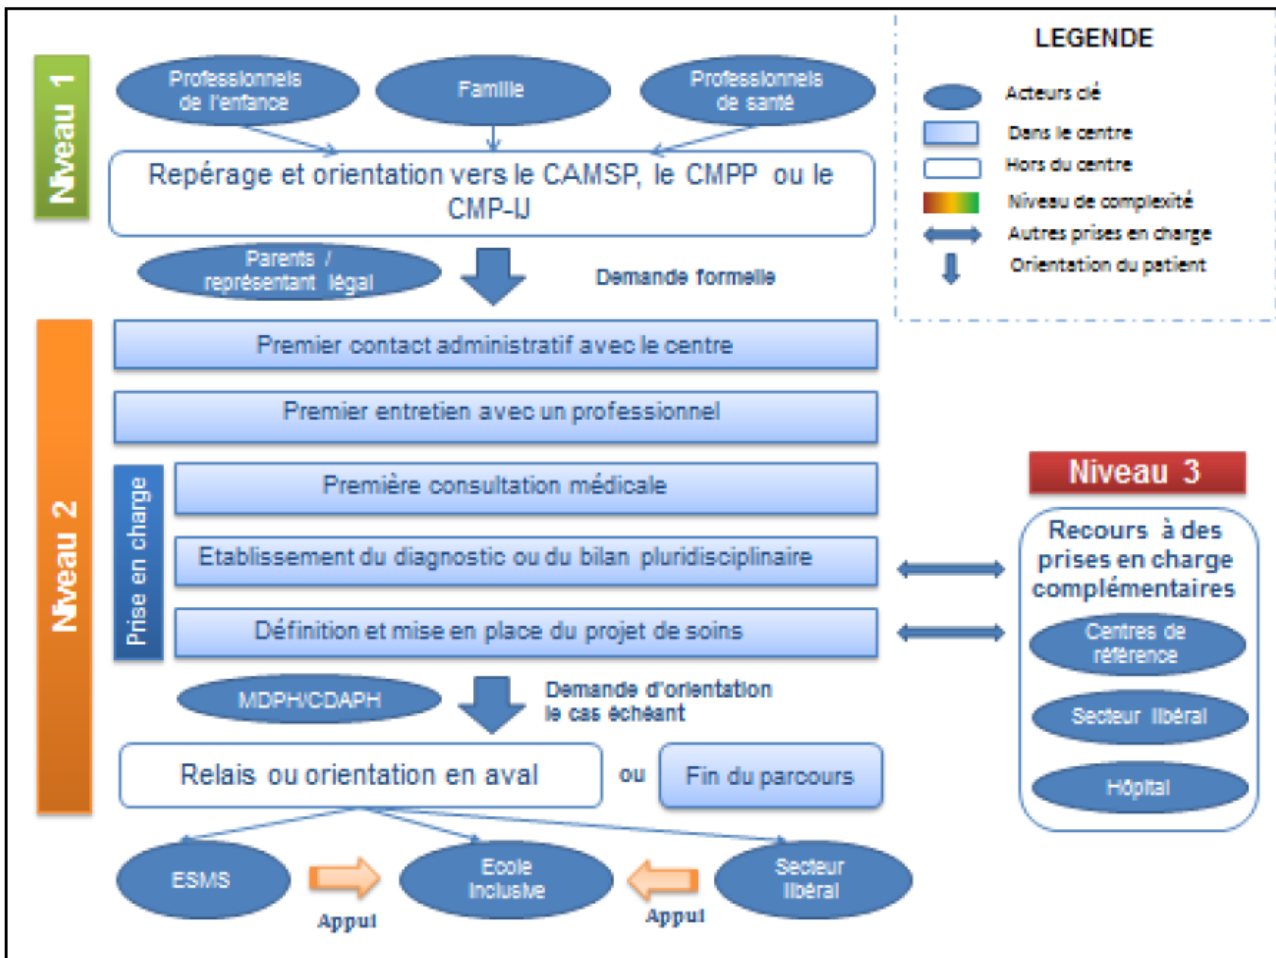 Niveau 1
Professionnels
de l'enfance
Famille
Professionnels
de santé
Repérage et orientation vers le CAMSP, le CMPP ou le
CMP-IJ
Parents /
représentant légal
Demande formelle
LEGENDE
Acteurs clé
Dans le centre
Hors du centre
Niveau de complexité
Autres prises en charge
Orientation du patient
Niveau 2
Premier contact administratif avec le centre
Premier entretien avec un professionnel
Prise en charge
Première consultation médicale
Etablissement du diagnostic ou du bilan pluridisciplinaire
Définition et mise en place du projet de soins
Niveau 3
Recours à des
prises en charge
complémentaires
Centres de
référence
Secteur libéral
Hôpital
MDPH/CDAPH
Demande d'orientation
le cas échéant
Relais ou orientation en aval
ou
Fin du parcours
ESMS
Appui
Ecole
Inclusive
Appui
Secteur
libéral